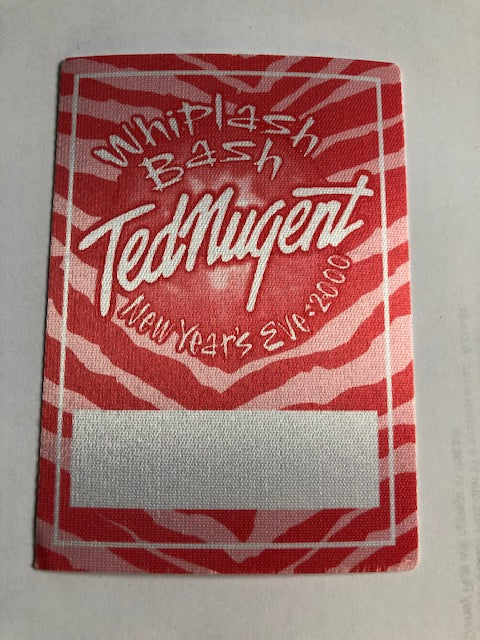 Whiplash
Bash
Ted Nugent
New Year's Eve: 2000